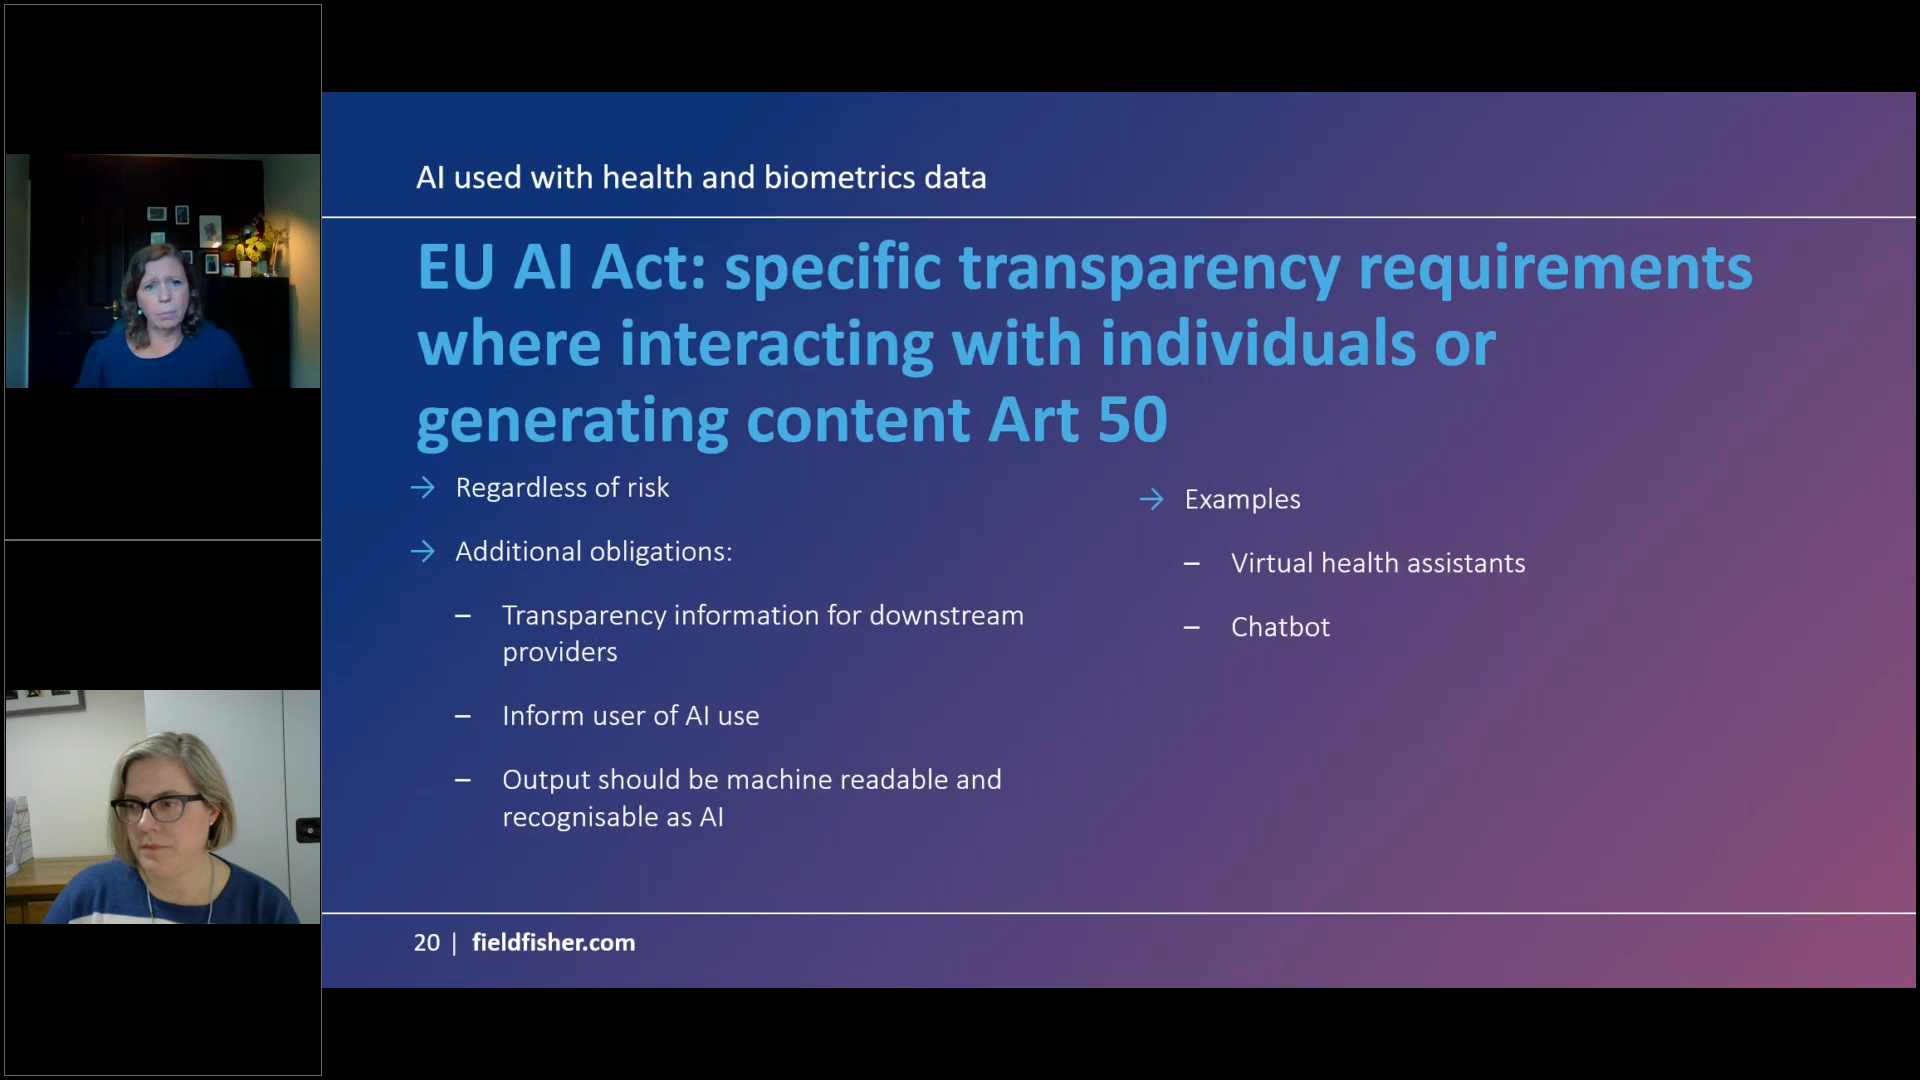 AI used with health and biometrics data
EU AI Act: specific transparency requirements
where interacting with individuals or
generating content Art 50
→ Regardless of risk
→ Additional obligations:
– Transparency information for downstream
providers
– Inform user of AI use
– Output should be machine readable and
recognisable as AI
→ Examples
– Virtual health assistants
– Chatbot
20 | fieldfisher.com